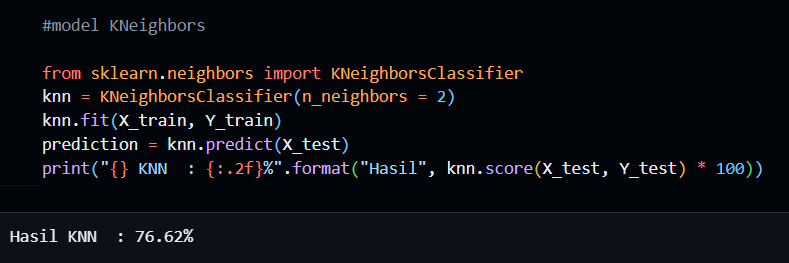 #model KNeighbors
from sklearn.neighbors import KNeighborsClassifier
knn = KNeighborsClassifier(n_neighbors = 2)
knn.fit(X_train, Y_train)
prediction = knn.predict(X_test)
print("{} KNN  : {:.2f}%".format("Hasil", knn.score(X_test, Y_test) * 100))
Hasil KNN  : 76.62%